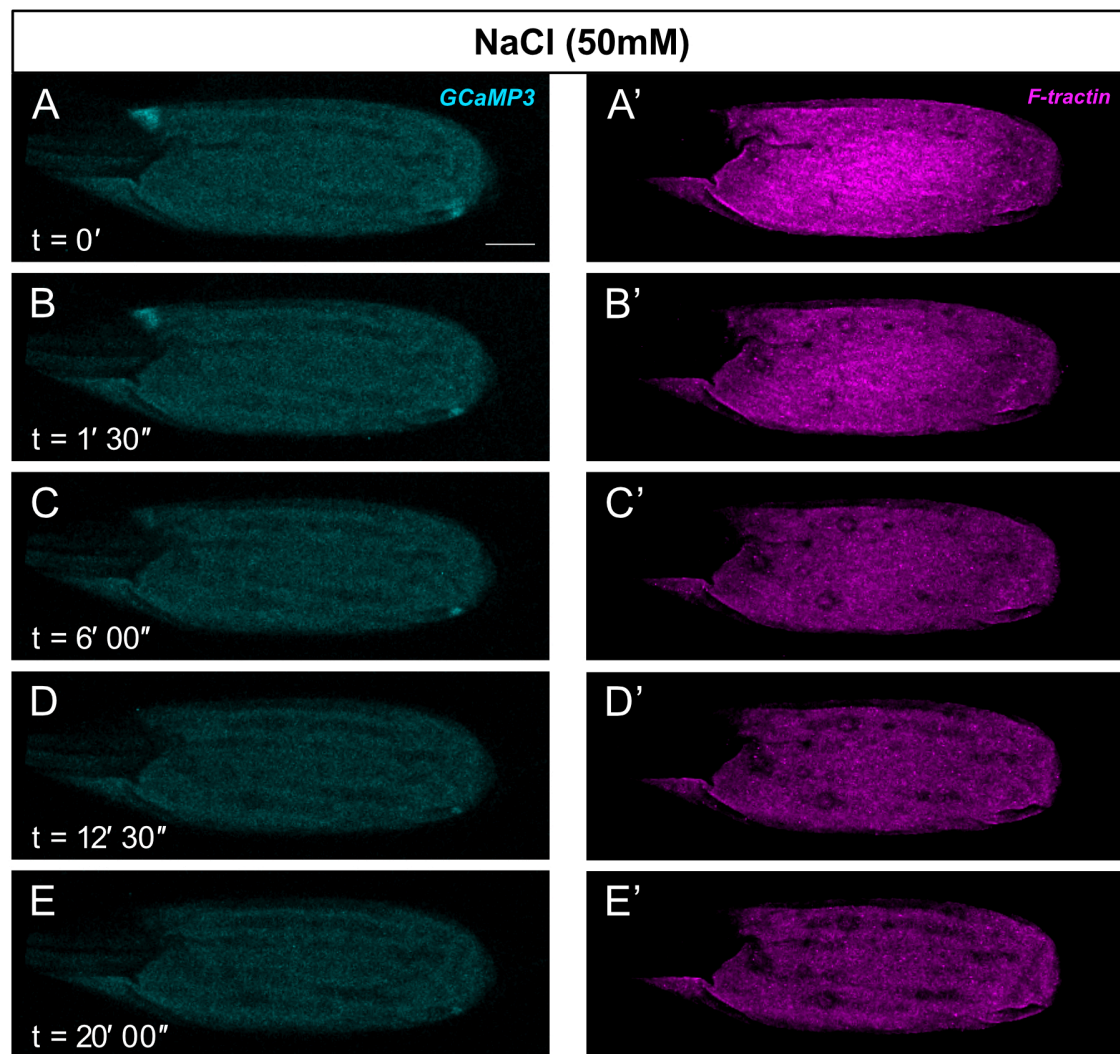 NaCl (50mM)
A
GCaMP3
t = 0′
A’
F-tractin
B
t = 1′ 30″
B’
C
t = 6′ 00″
C’
D
t = 12′ 30″
D’
E
t = 20′ 00″
E’